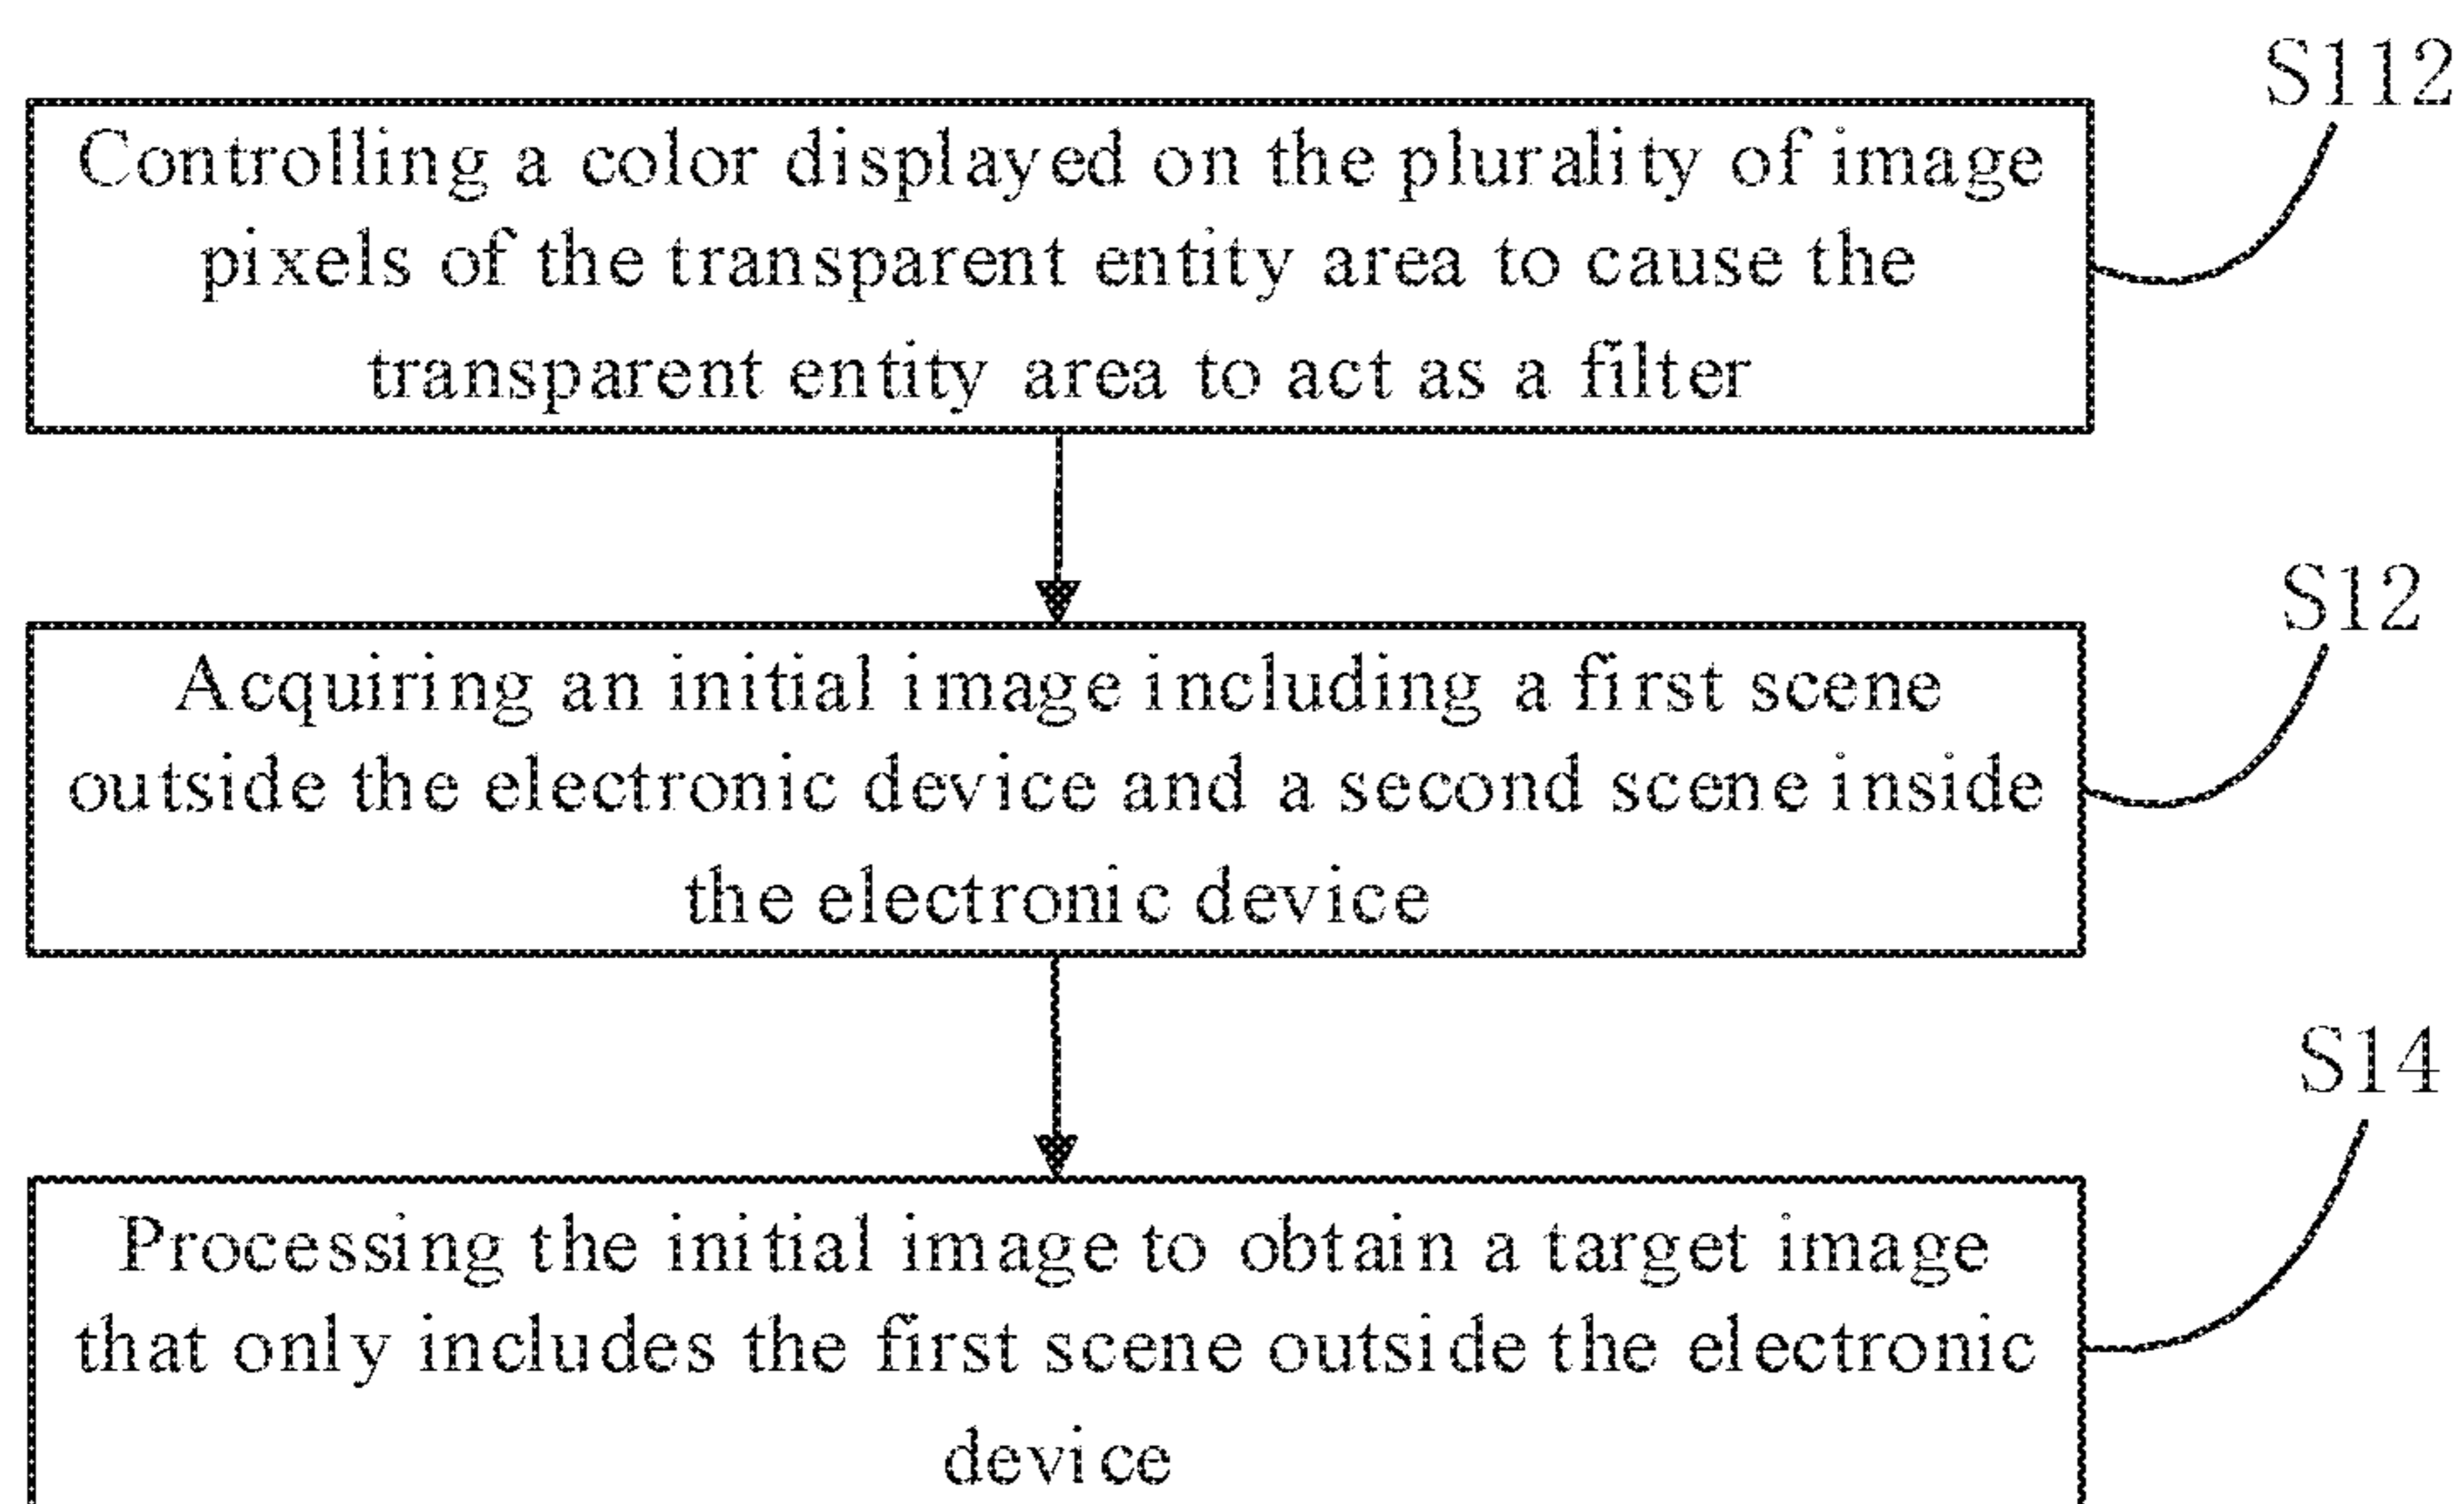 S112
Controlling a color displayed on the plurality of image
pixels of the transparent entity area to cause the
transparent entity area to act as a filter
S12
Acquiring an initial image including a first scene
outside the electronic device and a second scene inside
the electronic device
S14
Processing the initial image to obtain a target image
that only includes the first scene outside the electronic
device